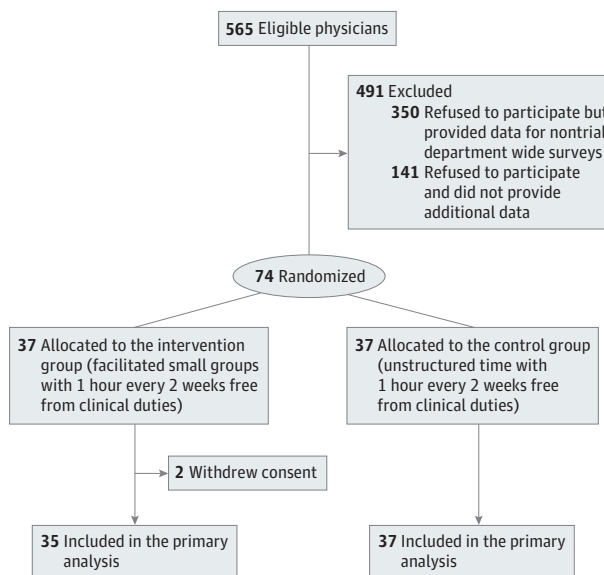 565 Eligible physicians
491 Excluded
350 Refused to participate but
provided data for nontrial
department wide surveys
141 Refused to participate
and did not provide
additional data
74 Randomized
37 Allocated to the intervention
group (facilitated small groups
with 1 hour every 2 weeks free
from clinical duties)
37 Allocated to the control group
(unstructured time with
1 hour every 2 weeks free
from clinical duties)
2 Withdrew consent
35 Included in the primary
analysis
37 Included in the primary
analysis